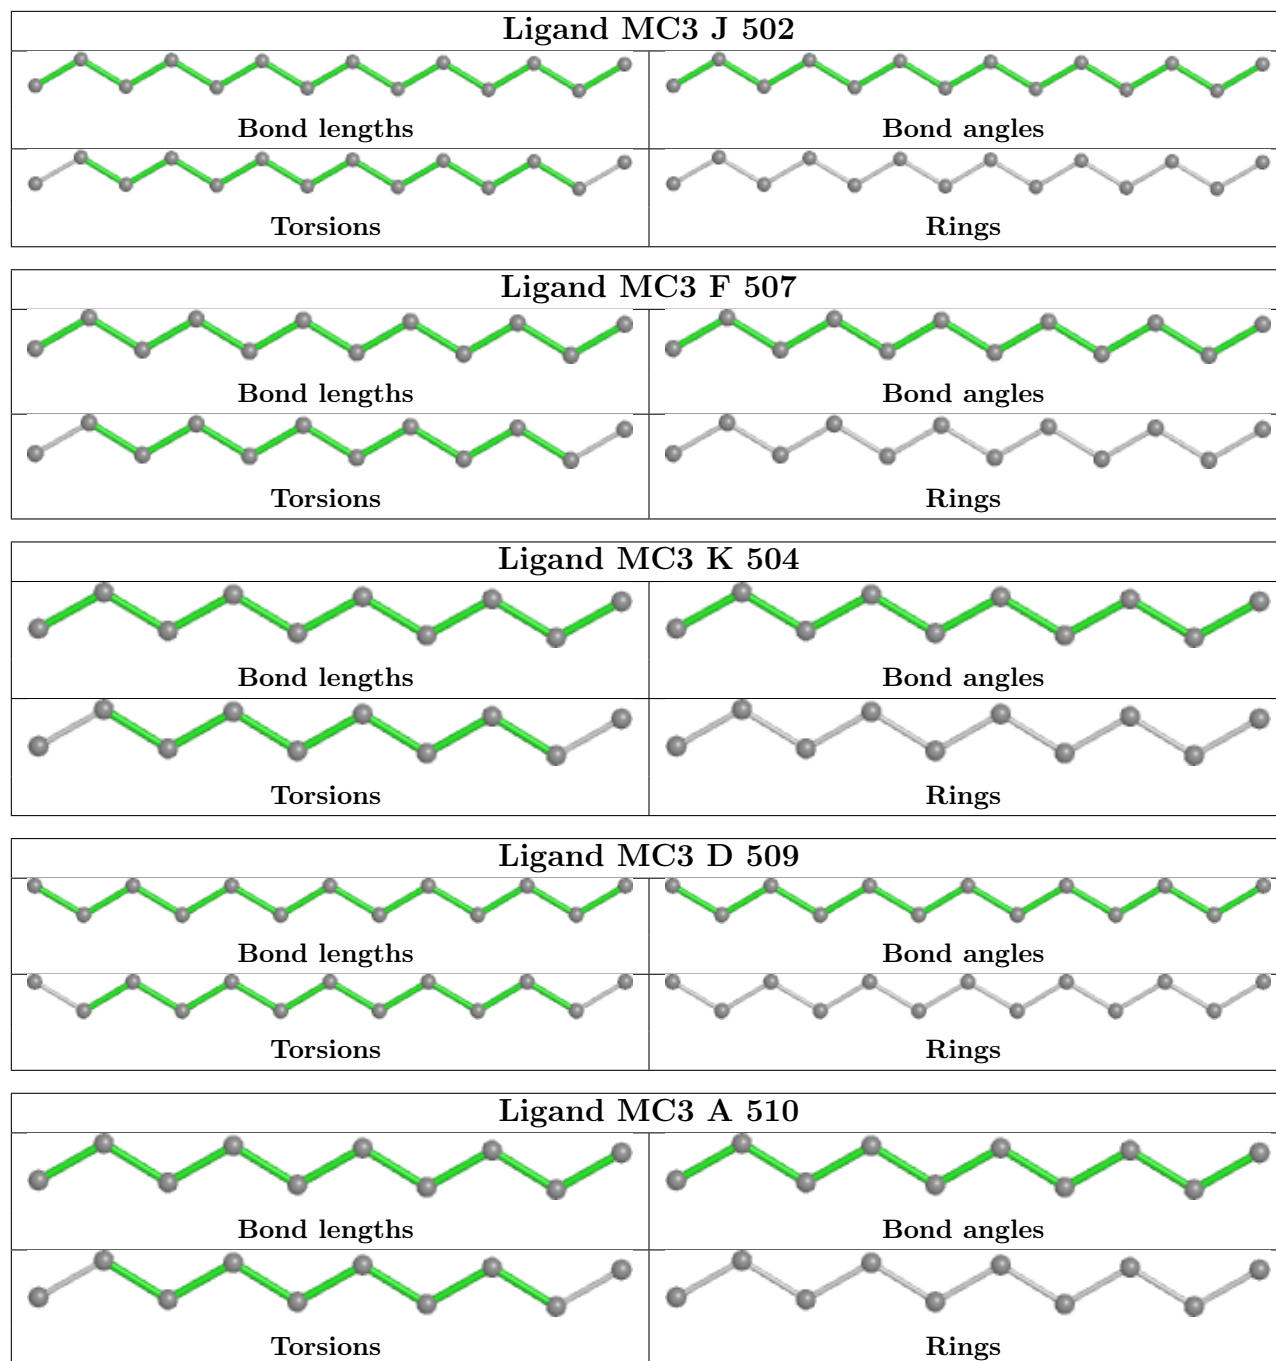 Ligand MC3 J 502
Bond lengths
Bond angles
Torsions
Rings
Ligand MC3 F 507
Bond lengths
Bond angles
Torsions
Rings
Ligand MC3 K 504
Bond lengths
Bond angles
Torsions
Rings
Ligand MC3 D 509
Bond lengths
Bond angles
Torsions
Rings
Ligand MC3 A 510
Bond lengths
Bond angles
Torsions
Rings